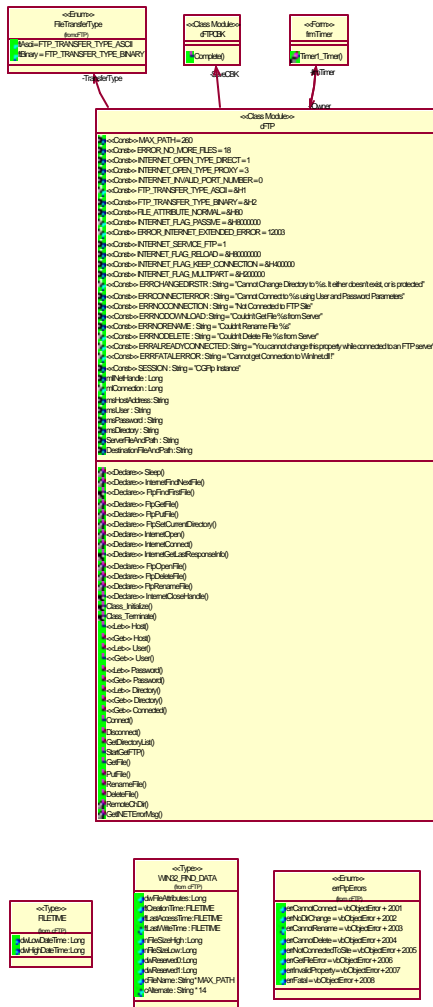 <<Enum>>
FileTransferType
(from cFTP)
ftAscii = FTP_TRANSFER_TYPE_ASCII
ftBinary = FTP_TRANSFER_TYPE_BINARY
<<Class Module>>
cFTPCBK
Complete()
<<Form>>
frmTimer
Timer1_Timer()
-TransferType
-SaveCBK
-frmTimer
-Owner
<<Class Module>>
cFTP
<<Const>> MAX_PATH = 260
<<Const>> ERROR_NO_MORE_FILES = 18
<<Const>> INTERNET_OPEN_TYPE_DIRECT = 1
<<Const>> INTERNET_OPEN_TYPE_PROXY = 3
<<Const>> INTERNET_INVALID_PORT_NUMBER = 0
<<Const>> FTP_TRANSFER_TYPE_ASCII = &H1
<<Const>> FTP_TRANSFER_TYPE_BINARY = &H2
<<Const>> FILE_ATTRIBUTE_NORMAL = &H80
<<Const>> INTERNET_FLAG_PASSIVE = &H8000000
<<Const>> ERROR_INTERNET_EXTENDED_ERROR = 12003
<<Const>> INTERNET_SERVICE_FTP = 1
<<Const>> INTERNET_FLAG_RELOAD = &H80000000
<<Const>> INTERNET_FLAG_KEEP_CONNECTION = &H400000
<<Const>> INTERNET_FLAG_MULTIPART = &H200000
<<Const>> ERRCHANGEDIRSTR : String = "Cannot Change Directory to %s. It either doesn't exist, or is protected"
<<Const>> ERRCONNECTERROR : String = "Cannot Connect to %s using User and Password Parameters"
<<Const>> ERRNOCONNECTION : String = "Not Connected to FTP Site"
<<Const>> ERRNODOWNLOAD : String = "Couldn't Get File %s from Server"
<<Const>> ERRNORENAME : String = "Couldn't Rename File %s"
<<Const>> ERRNODELETE : String = "Couldn't Delete File %s from Server"
<<Const>> ERRALREADYCONNECTED : String = "You cannot change this property while connected to an FTP server"
<<Const>> ERRFATALERROR : String = "Cannot get Connection to WinInet.dll !"
<<Const>> SESSION : String = "CGFtp Instance"
mlINetHandle : Long
mlConnection : Long
msHostAddress : String
msUser : String
msPassword : String
msDirectory : String
ServerFileAndPath : String
DestinationFileAndPath : String
<<Declare>> Sleep()
<<Declare>> InternetFindNextFile()
<<Declare>> FtpFindFirstFile()
<<Declare>> FtpGetFile()
<<Declare>> FtpPutFile()
<<Declare>> FtpSetCurrentDirectory()
<<Declare>> InternetOpen()
<<Declare>> InternetConnect()
<<Declare>> InternetGetLastResponseInfo()
<<Declare>> FtpOpenFile()
<<Declare>> FtpDeleteFile()
<<Declare>> FtpRenameFile()
<<Declare>> InternetCloseHandle()
Class_Initialize()
Class_Terminate()
<<Let>> Host()
<<Get>> Host()
<<Let>> User()
<<Get>> User()
<<Let>> Password()
<<Get>> Password()
<<Let>> Directory()
<<Get>> Directory()
<<Get>> Connected()
Connect()
Disconnect()
GetDirectoryList()
StartGetFTP()
GetFile()
PutFile()
RenameFile()
DeleteFile()
RemoteChDir()
GetINETErrorMsg()
<<Type>>
FILETIME
(from cFTP)
dwLowDateTime : Long
dwHighDateTime : Long
<<Type>>
WIN32_FIND_DATA
(from cFTP)
dwFileAttributes : Long
ftCreationTime : FILETIME
ftLastAccessTime : FILETIME
ftLastWriteTime : FILETIME
nFileSizeHigh : Long
nFileSizeLow : Long
dwReserved0 : Long
dwReserved1 : Long
cFileName : String * MAX_PATH
cAlternate : String * 14
<<Enum>>
errFtpErrors
(from cFTP)
errCannotConnect = vbObjectError + 2001
errNoDirChange = vbObjectError + 2002
errCannotRename = vbObjectError + 2003
errCannotDelete = vbObjectError + 2004
errNotConnectedToSite = vbObjectError + 2005
errGetFileError = vbObjectError + 2006
errInvalidProperty = vbObjectError + 2007
errFatal = vbObjectError + 2008